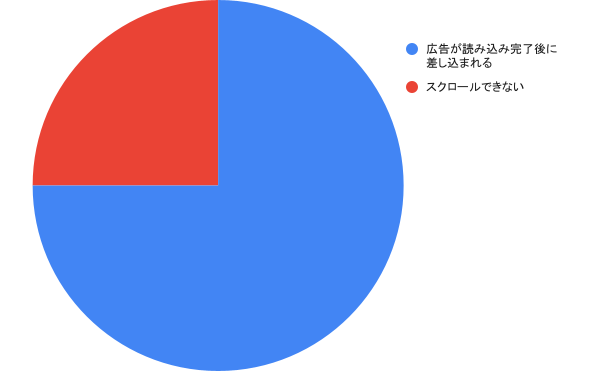 広告が読み込み完了後に
差し込まれる
スクロールできない